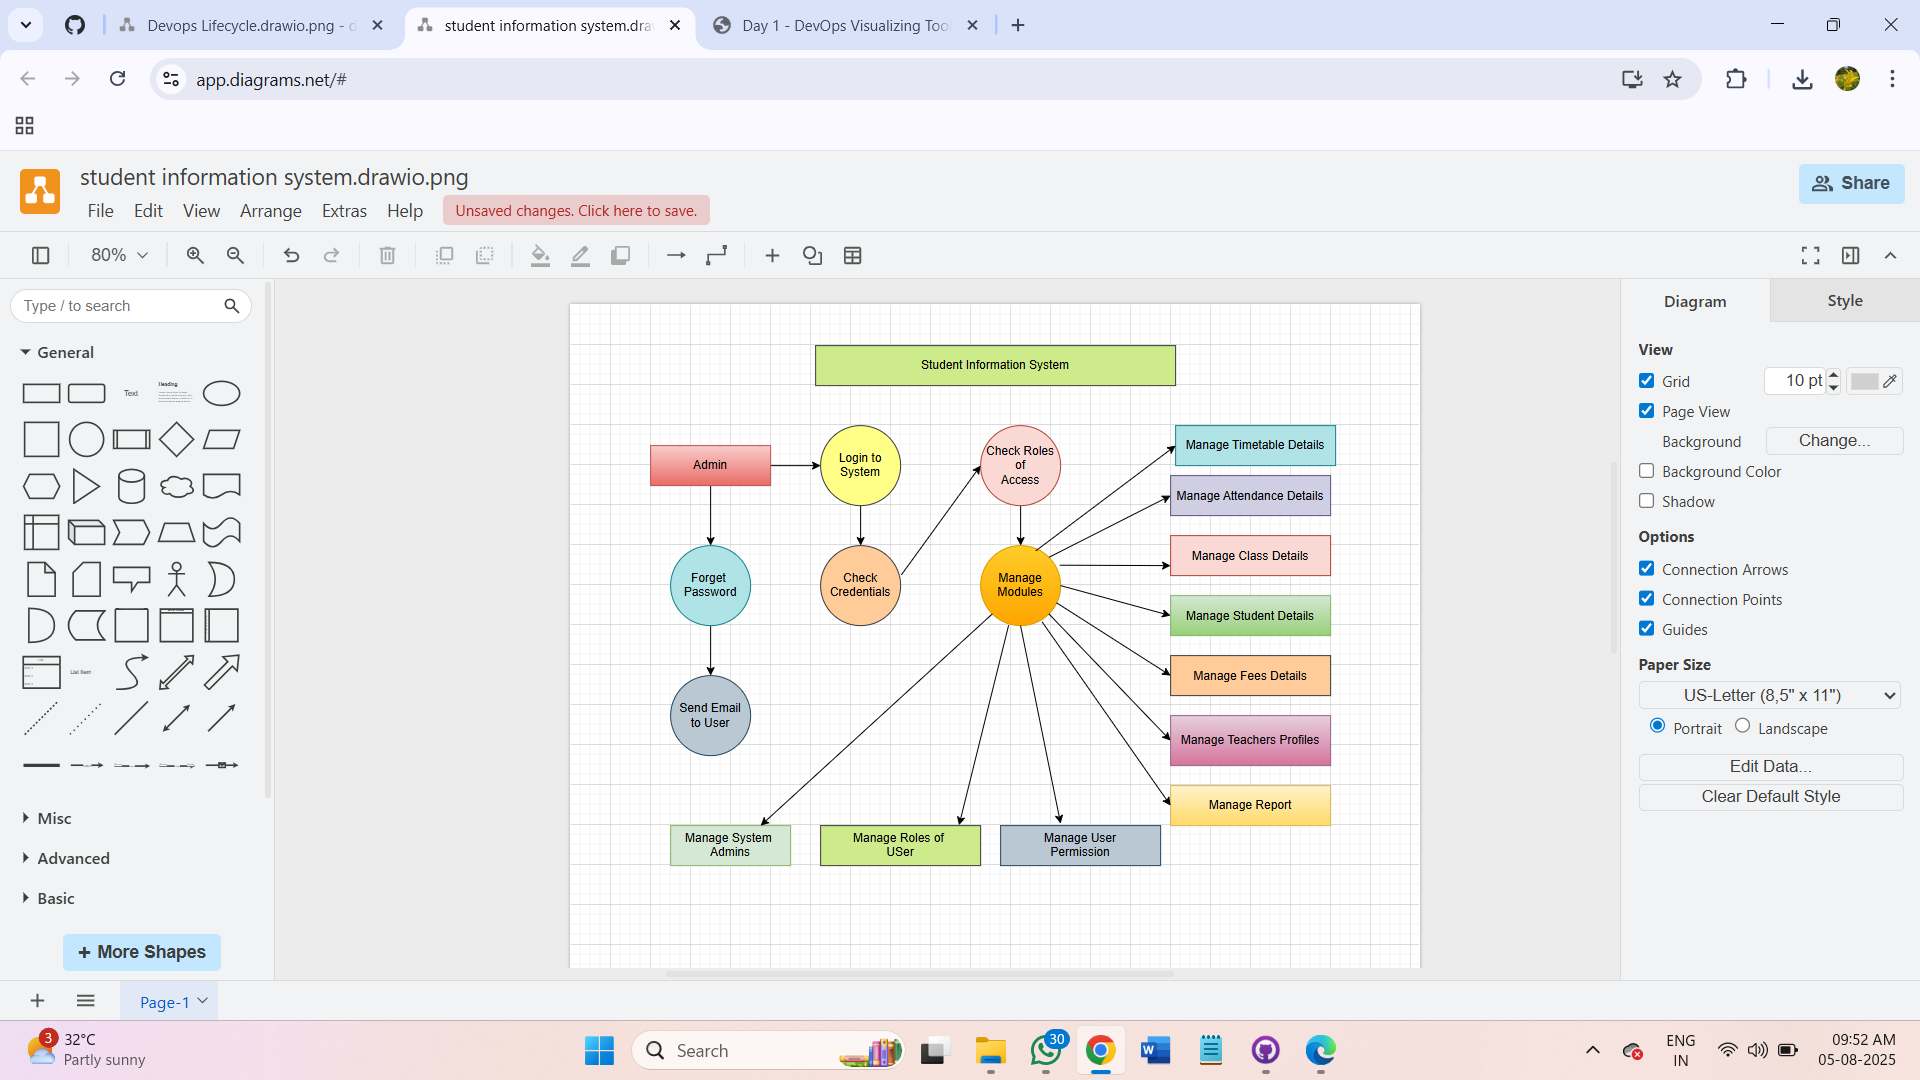 Devops Lifecycle.drawio.png - d
student information system.dra
Day 1 - DevOps Visualizing Too
app.diagrams.net/#
student information system.drawio.png
File Edit View Arrange Extras Help
Unsaved changes. Click here to save.
Share
80%
Type / to search
General
Text
Heading
List Item
Misc
Advanced
Basic
+ More Shapes
Student Information System
Admin
Login to
System
Check Roles
of
Access
Forget
Password
Check
Credentials
Manage
Modules
Send Email
to User
Manage Timetable Details
Manage Attendance Details
Manage Class Details
Manage Student Details
Manage Fees Details
Manage Teachers Profiles
Manage Report
Manage System
Admins
Manage Roles of
USer
Manage User
Permission
Diagram
Style
View
Grid
10 pt
Page View
Background
Change...
Background Color
Shadow
Options
Connection Arrows
Connection Points
Guides
Paper Size
US-Letter (8,5" x 11")
Portrait
Landscape
Edit Data...
Clear Default Style
Page-1
3
32°C
Partly sunny
Search
30
ENG
IN
09:52 AM
05-08-2025